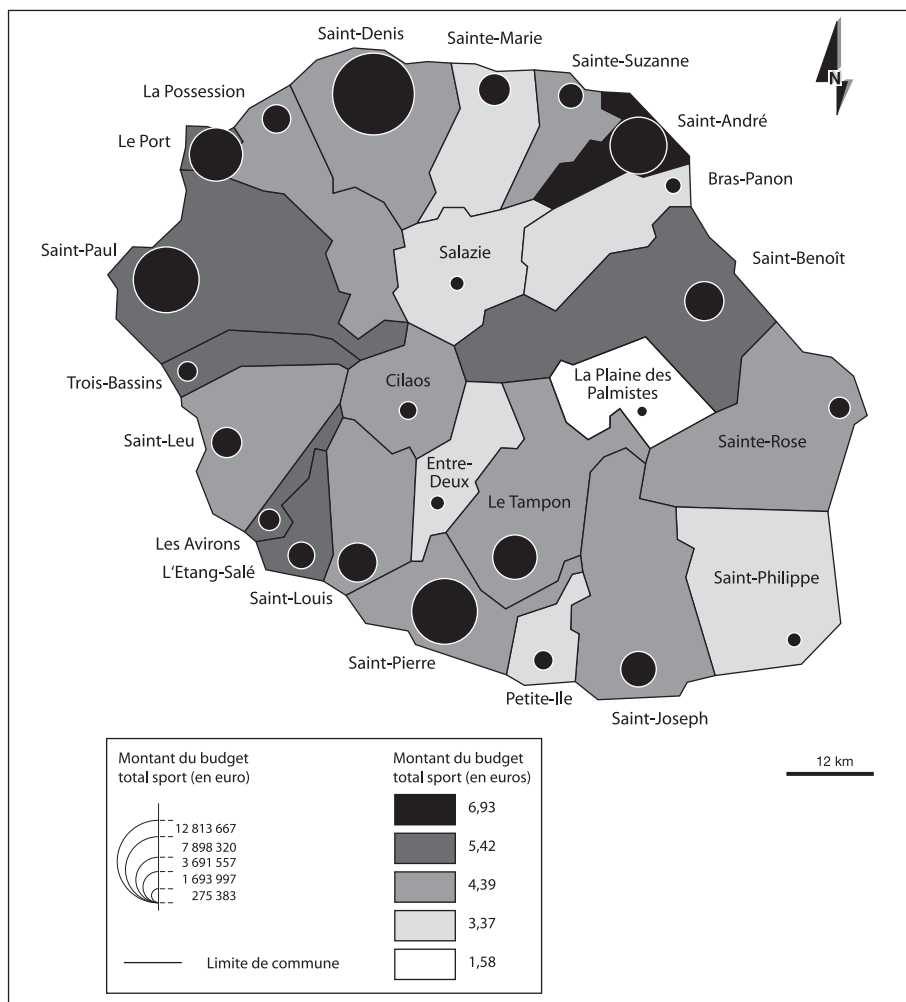 Saint-Denis
Sainte-Marie
Sainte-Suzanne
La Possession
N
Le Port
Saint-André
Bras-Panon
Saint-Paul
Salazie
Saint-Benoît
Trois-Bassins
Cilaos
La Plaine des
Palmistes
Saint-Leu
Sainte-Rose
Entre-
Deux
Le Tampon
Les Avirons
L'Etang-Salé
Saint-Louis
Saint-Philippe
Saint-Pierre
Petite-Ile
Saint-Joseph
12 km
Montant du budget
total sport (en euro)
12 813 667
7 898 320
3 691 557
1 693 997
275 383
Limite de commune
Montant du budget
total sport (en euros)
6,93
5,42
4,39
3,37
1,58